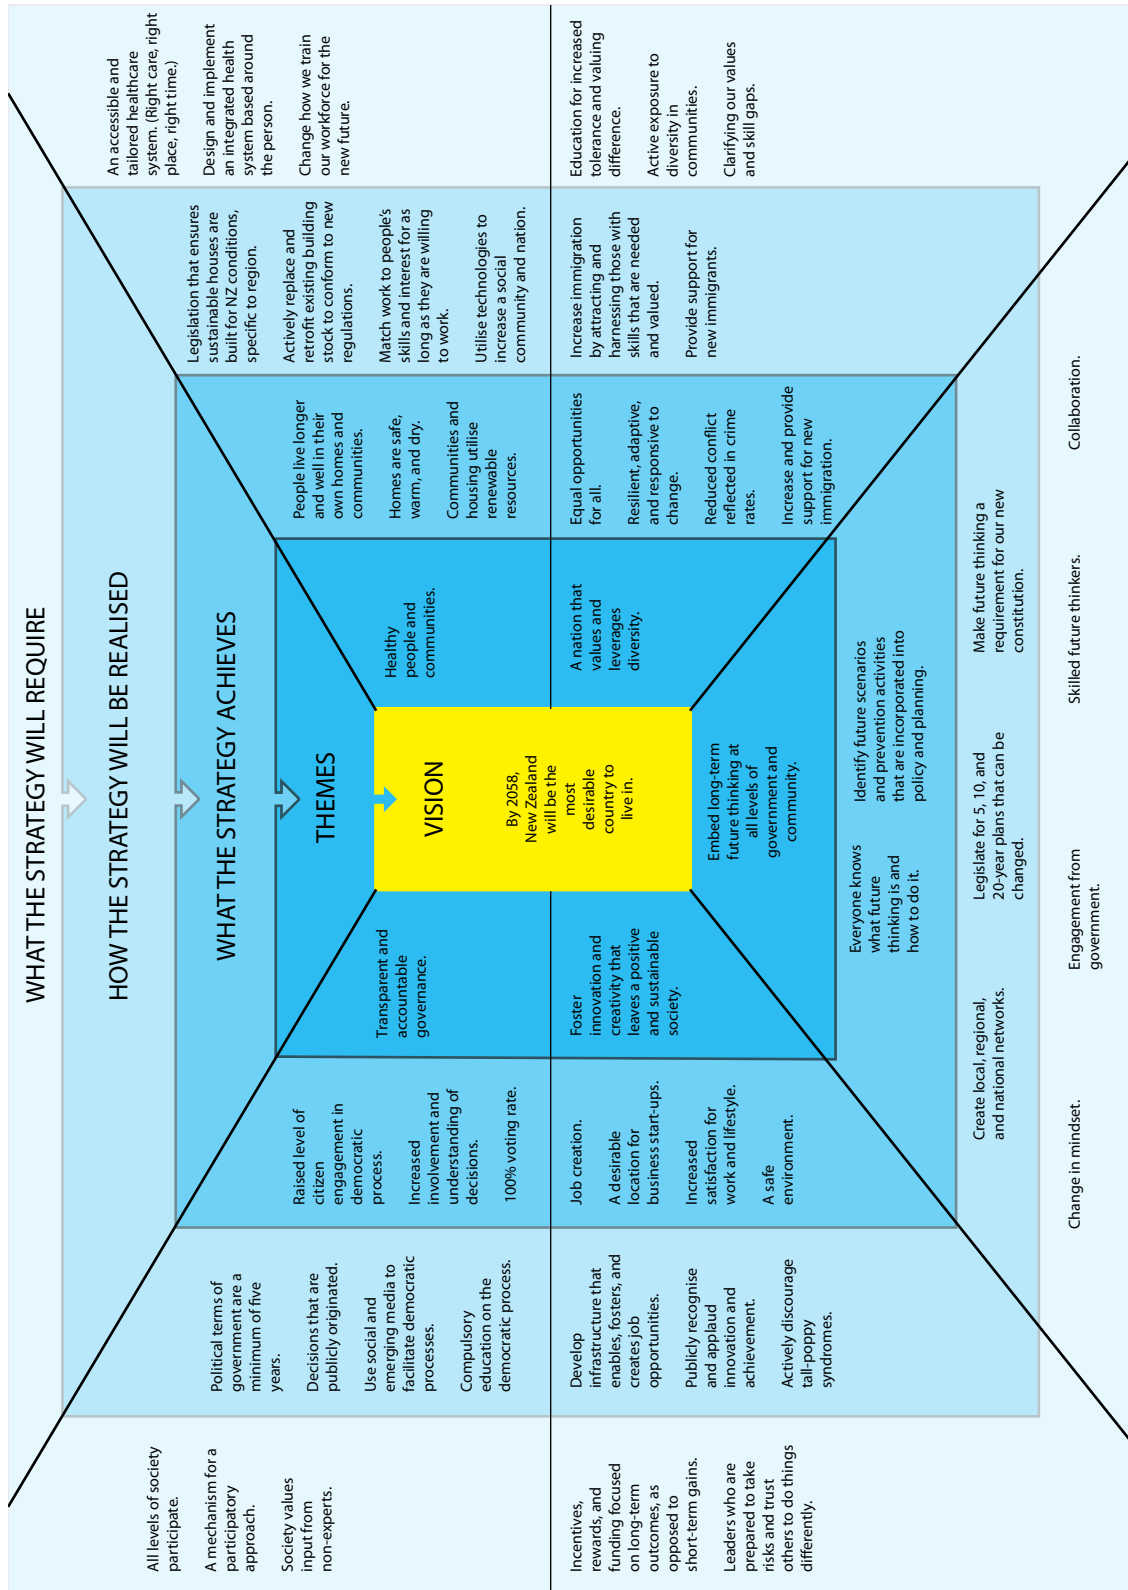 WHAT THE STRATEGY WILL REQUIRE
HOW THE STRATEGY WILL BE REALISED
WHAT THE STRATEGY ACHIEVES
THEMES
VISION
By 2058,
New Zealand
will be the
most
desirable
country to
live in.
All levels of society
participate.
A mechanism for a
participatory
approach.
Society values
input from
non-experts.
Political terms of
government are a
minimum of five
years.
Decisions that are
publicly originated.
Use social and
emerging media to
facilitate democratic
processes.
Compulsory
education on the
democratic process.
Raised level of
citizen
engagement in
democratic
process.
Increased
involvement and
understanding of
decisions.
100% voting rate.
Transparent and
accountable
governance.
Healthy
people and
communities.
People live longer
and well in their
own homes and
communities.
Homes are safe,
warm, and dry.
Communities and
housing utilise
renewable
resources.
Legislation that ensures
sustainable houses are
built for NZ conditions,
specific to region.
Actively replace and
retrofit existing building
stock to conform to new
regulations.
Match work to people's
skills and interest for as
long as they are willing
to work.
Utilise technologies to
increase a social
community and nation.
An accessible and
tailored healthcare
system. (Right care, right
place, right time.)
Design and implement
an integrated health
system based around
the person.
Change how we train
our workforce for the
new future.
Incentives,
rewards, and
funding focused
on long-term
outcomes, as
opposed to
short-term gains.
Leaders who are
prepared to take
risks and trust
others to do things
differently.
Develop
infrastructure that
enables, fosters, and
creates job
opportunities.
Publicly recognise
and applaud
innovation and
achievement.
Actively discourage
tall-poppy
syndromes.
Job creation.
A desirable
location for
business start-ups.
Increased
satisfaction for
work and lifestyle.
A safe
environment.
Foster
innovation and
creativity that
leaves a positive
and sustainable
society.
A nation that
values and
leverages
diversity.
Equal opportunities
for all.
Resilient, adaptive,
and responsive to
change.
Reduced conflict
reflected in crime
rates.
Increase and provide
support for new
immigration.
Increase immigration
by attracting and
harnessing those with
skills that are needed
and valued.
Provide support for
new immigrants.
Education for increased
tolerance and valuing
difference.
Active exposure to
diversity in
communities.
Clarifying our values
and skill gaps.
Embed long-term
future thinking at
all levels of
government and
community.
Everyone knows
what future
thinking is and
how to do it.
Identify future scenarios
and prevention activities
that are incorporated into
policy and planning.
Create local, regional,
and national networks.
Legislate for 5, 10, and
20-year plans that can be
changed.
Make future thinking a
requirement for our new
constitution.
Change in mindset.
Engagement from
government.
Skilled future thinkers.
Collaboration.